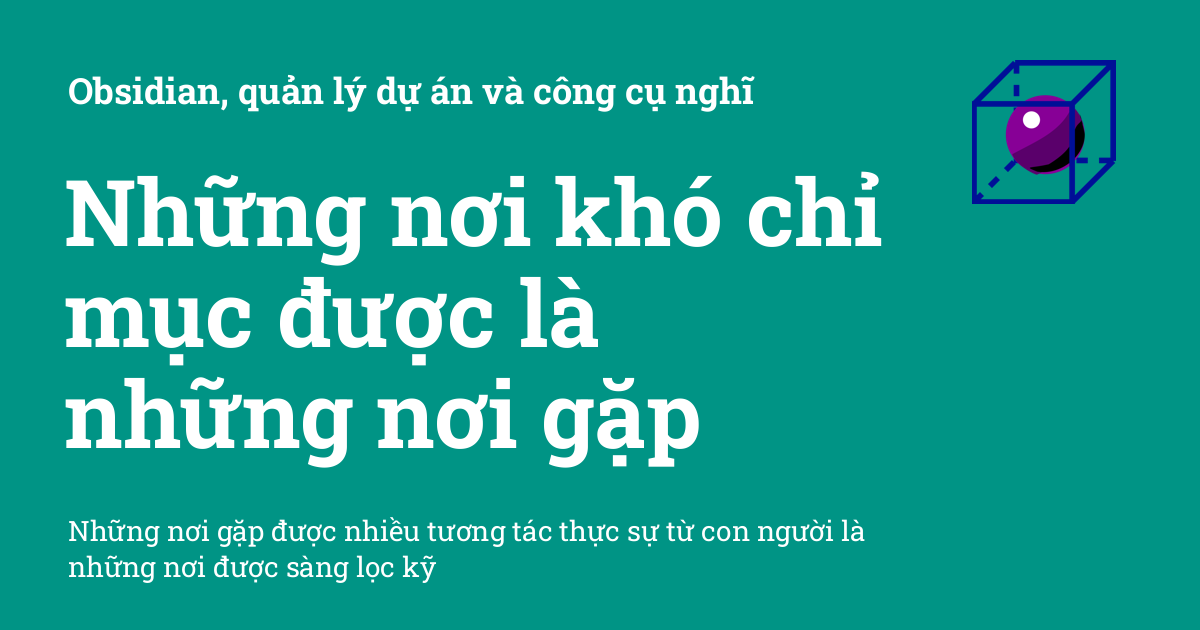 Obsidian, quản lý dự án và công cụ nghĩ
Những nơi khó chỉ
mục được là
những nơi gặp
Những nơi gặp được nhiều tương tác thực sự từ con người là
những nơi được sàng lọc kỹ